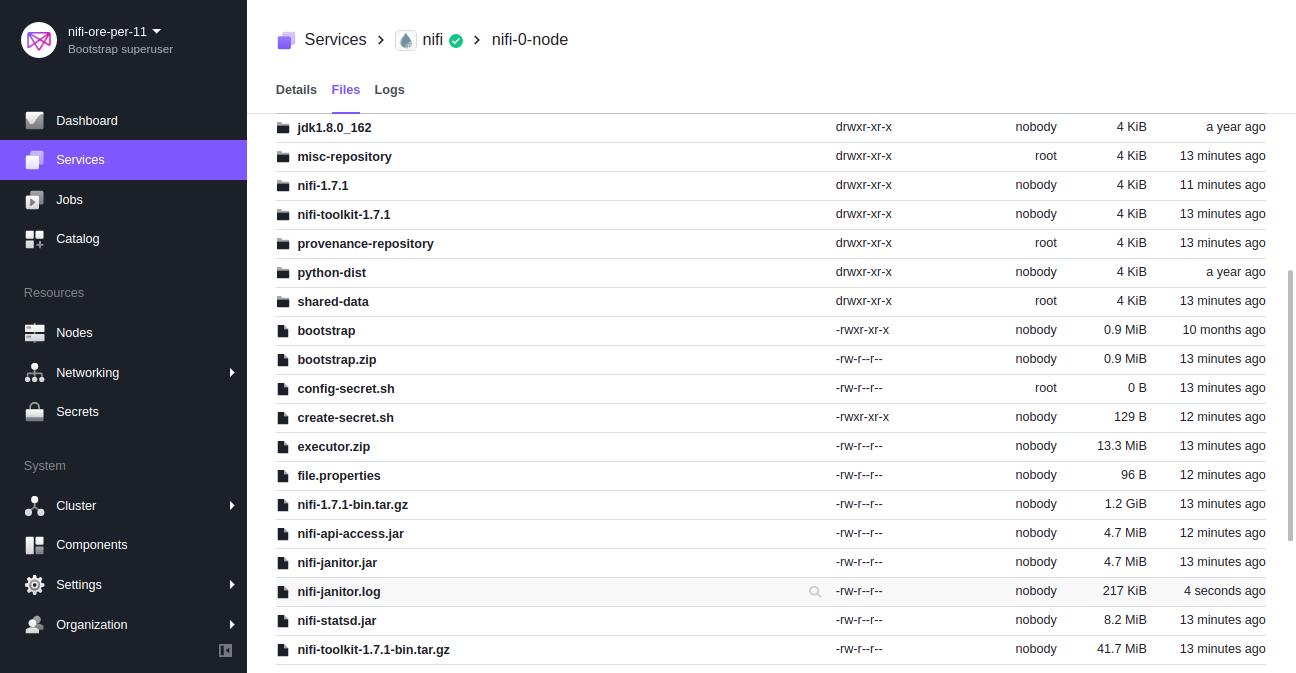 nifi-ore-per-11
Bootstrap superuser
Dashboard
Services
Jobs
Catalog
Resources
Nodes
Networking
Secrets
System
Cluster
Components
Settings
Organization
Services > nifi > nifi-0-node
Details Files Logs
jdk1.8.0_162 drwxr-xr-x nobody 4 KiB a year ago
misc-repository drwxr-xr-x root 4 KiB 13 minutes ago
nifi-1.7.1 drwxr-xr-x nobody 4 KiB 11 minutes ago
nifi-toolkit-1.7.1 drwxr-xr-x nobody 4 KiB 13 minutes ago
provenance-repository drwxr-xr-x root 4 KiB 13 minutes ago
python-dist drwxr-xr-x nobody 4 KiB a year ago
shared-data drwxr-xr-x root 4 KiB 13 minutes ago
bootstrap -rwxr-xr-x nobody 0.9 MiB 10 months ago
bootstrap.zip -rw-r--r-- nobody 0.9 MiB 13 minutes ago
config-secret.sh -rw-r--r-- root 0 B 13 minutes ago
create-secret.sh -rwxr-xr-x nobody 129 B 12 minutes ago
executor.zip -rw-r--r-- nobody 13.3 MiB 13 minutes ago
file.properties -rw-r--r-- nobody 96 B 12 minutes ago
nifi-1.7.1-bin.tar.gz -rw-r--r-- nobody 1.2 GiB 13 minutes ago
nifi-api-access.jar -rw-r--r-- nobody 4.7 MiB 12 minutes ago
nifi-janitor.jar -rw-r--r-- nobody 4.7 MiB 13 minutes ago
nifi-janitor.log -rw-r--r-- nobody 217 KiB 4 seconds ago
nifi-statsd.jar -rw-r--r-- nobody 8.2 MiB 13 minutes ago
nifi-toolkit-1.7.1-bin.tar.gz -rw-r--r-- nobody 41.7 MiB 13 minutes ago